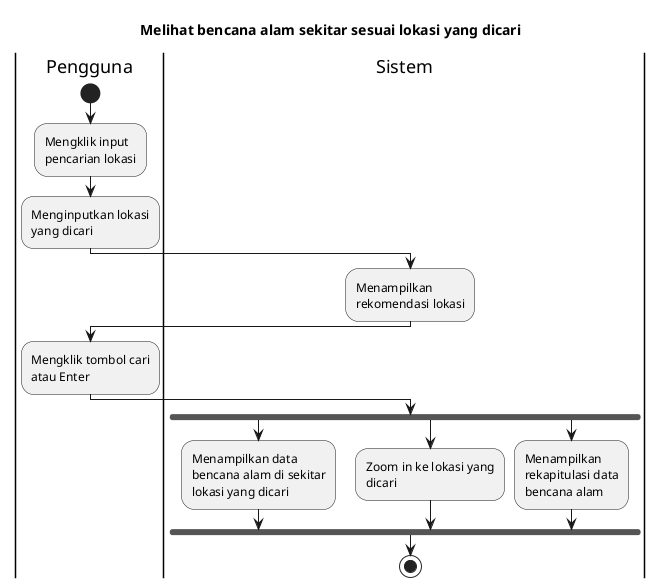 Melihat bencana alam sekitar sesuai lokasi yang dicari
Pengguna
Sistem
Mengklik input
pencarian lokasi
Menginputkan lokasi
yang dicari
Menampilkan
rekomendasi lokasi
Mengklik tombol cari
atau Enter
Menampilkan data
bencana alam di sekitar
lokasi yang dicari
Zoom in ke lokasi yang
dicari
Menampilkan
rekapitulasi data
bencana alam